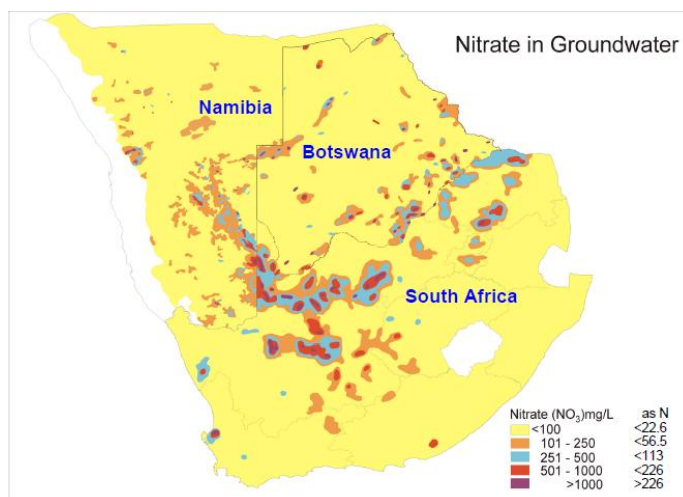 Nitrate in Groundwater
Namibia
Botswana
South Africa
Nitrate (NO₃)mg/L as N
<100 <22.6
101 - 250 <56.5
251 - 500 <113
501 - 1000 <226
>1000 >226